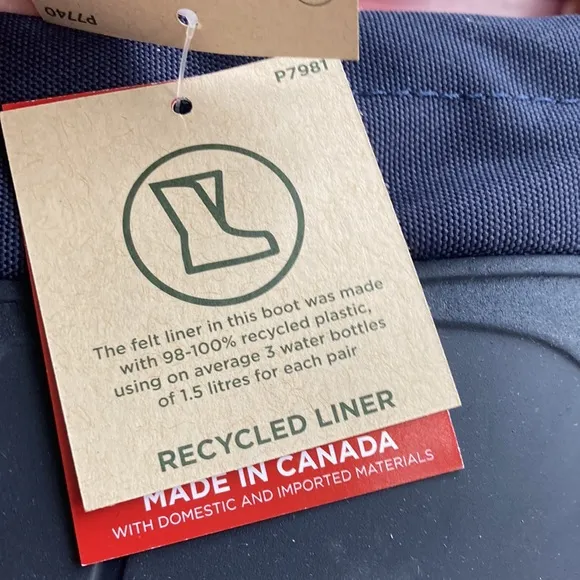 P7740
P7981
The felt liner in this boot was made
with 98-100% recycled plastic,
using on average 3 water bottles
of 1.5 litres for each pair
RECYCLED LINER
MADE IN CANADA
WITH DOMESTIC AND IMPORTED MATERIALS